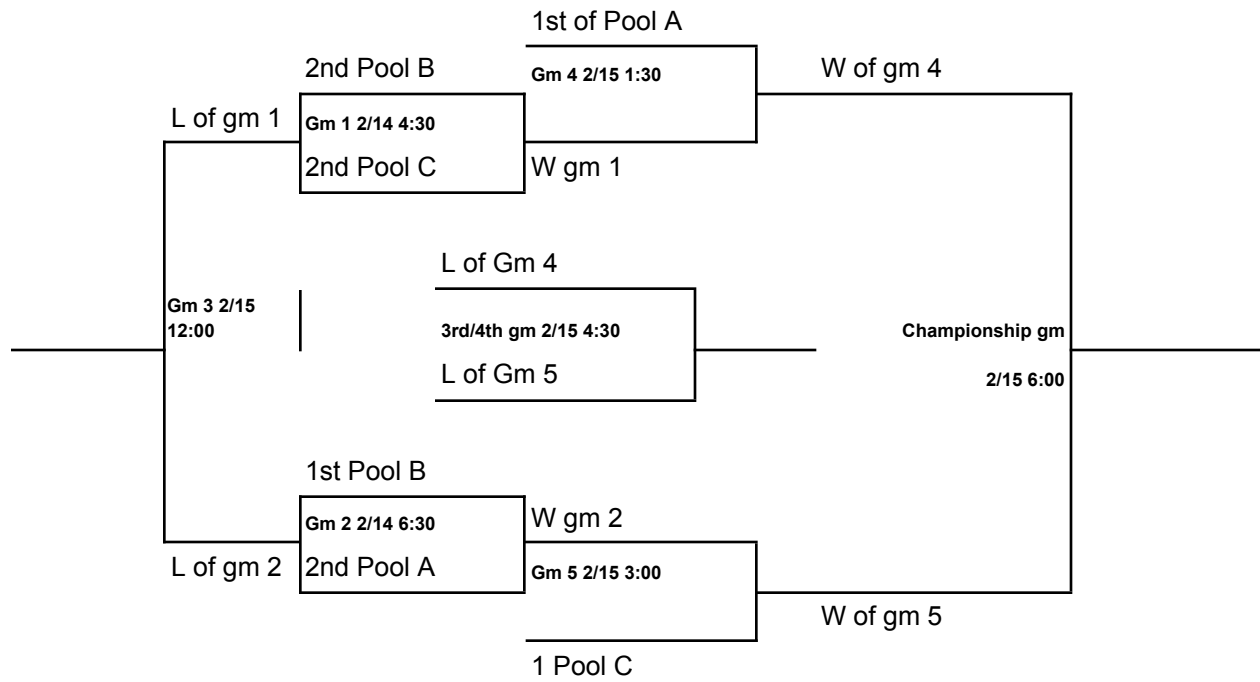 1st of Pool A
2nd Pool B
Gm 4 2/15 1:30
W of gm 4
L of gm 1
Gm 1 2/14 4:30
2nd Pool C
W gm 1
L of Gm 4
Gm 3 2/15
12:00
3rd/4th gm 2/15 4:30
Championship gm
L of Gm 5
2/15 6:00
1st Pool B
Gm 2 2/14 6:30
W gm 2
L of gm 2
2nd Pool A
Gm 5 2/15 3:00
W of gm 5
1 Pool C